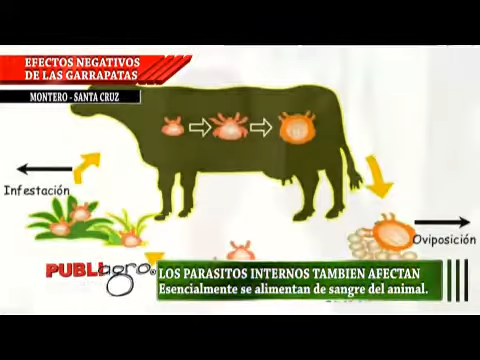 EFECTOS NEGATIVOS
DE LAS GARRAPATAS
MONTERO - SANTA CRUZ
Infestación
Oviposición
PUBLIagro®
LOS PARASITOS INTERNOS TAMBIEN AFECTAN
Esencialmente se alimentan de sangre del animal.